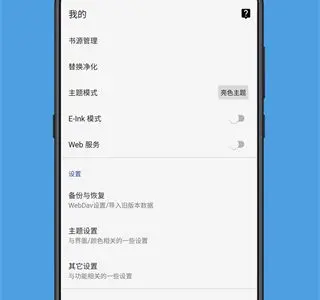 我的
书源管理
替换净化
主题模式 亮色主题
E-Ink 模式
Web 服务
设置
备份与恢复
WebDav设置/导入旧版本数据
主题设置
与界面/颜色相关的一些设置
其它设置
与功能相关的一些设置